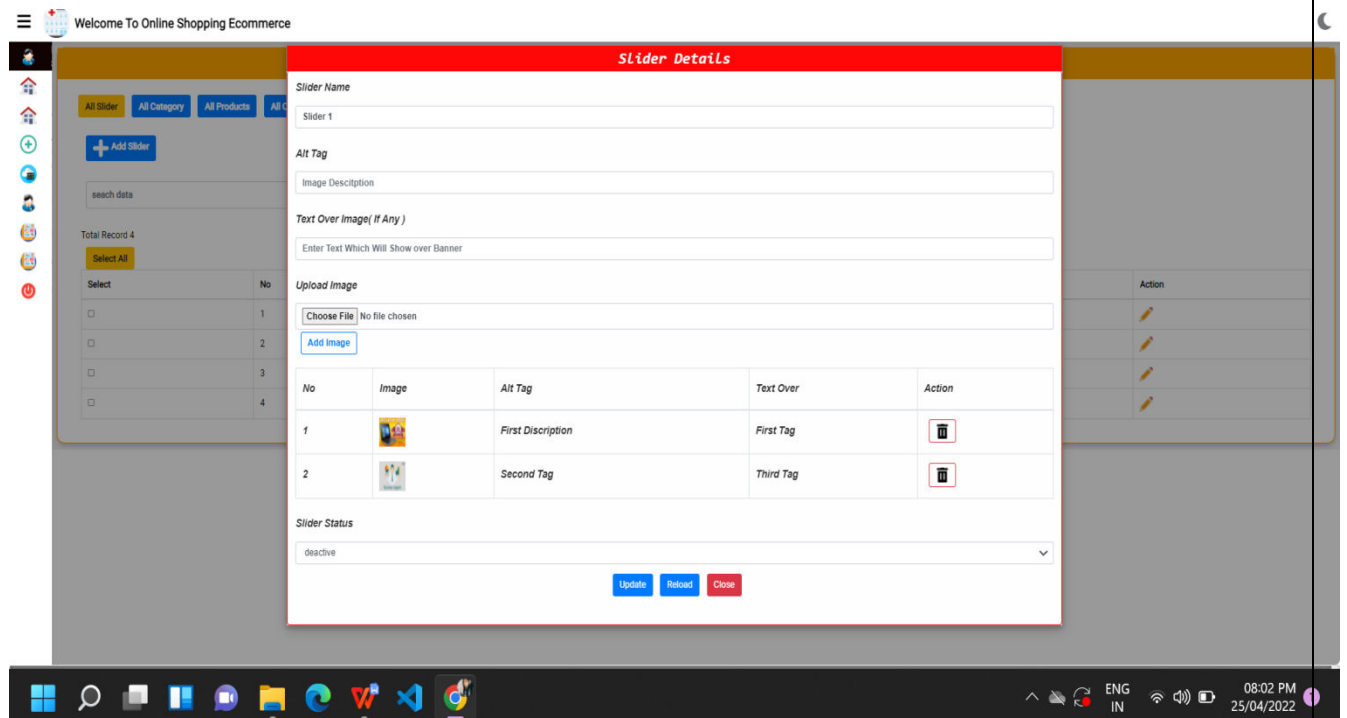 Welcome To Online Shopping Ecommerce
Slider Details
Slider Name
Slider 1
Alt Tag
Image Descitption
Text Over Image( If Any )
Enter Text Which Will Show over Banner
Upload Image
Choose File No file chosen
Add Image
No Image Alt Tag Text Over Action
1 First Discription First Tag
2 Second Tag Third Tag
Slider Status
deactive
Update Reload Close
All Slider All Category All Products All
Add Slider
seach data
Total Record 4
Select All
Select No Action
1
2
3
4
ENG
IN
08:02 PM
25/04/2022
1